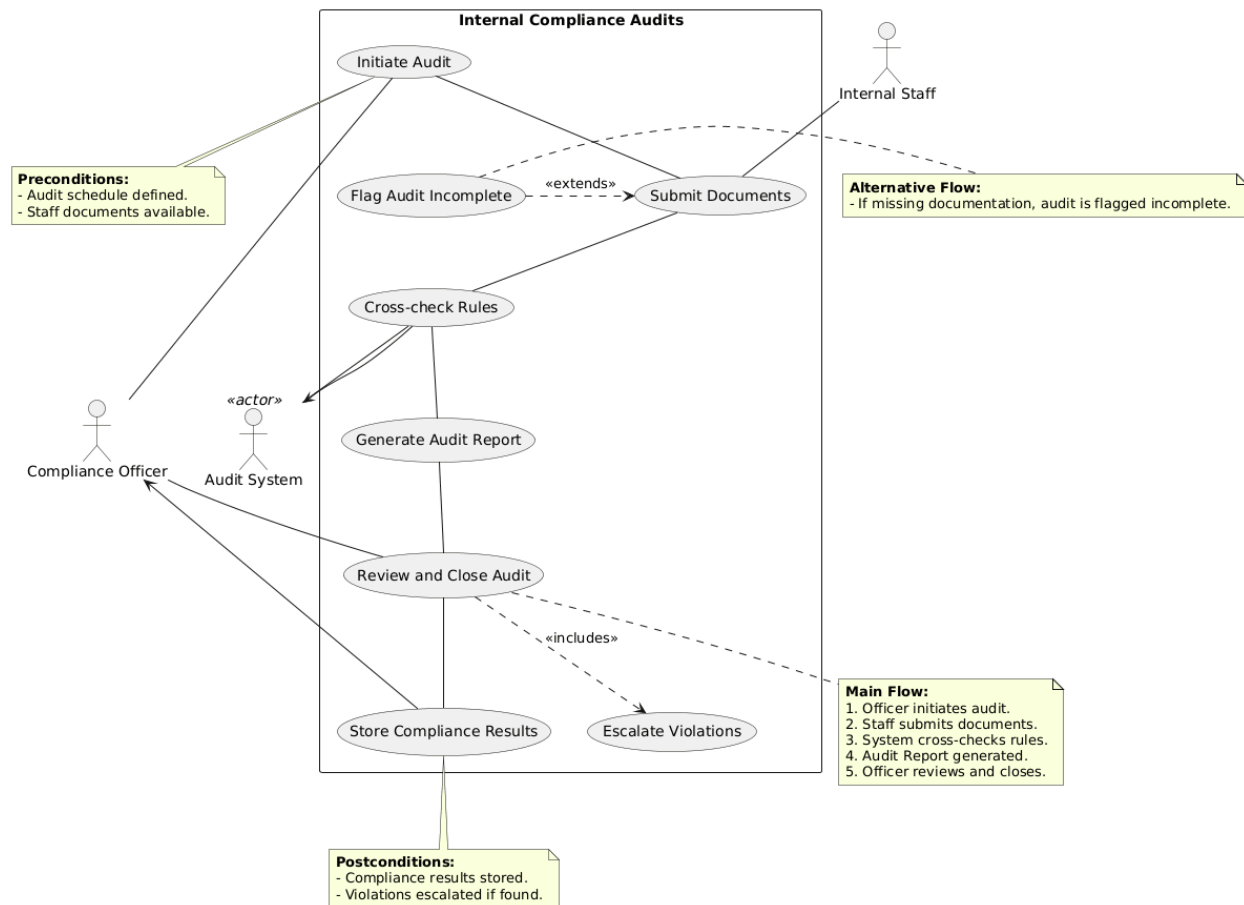 Internal Compliance Audits
Initiate Audit
Internal Staff
Preconditions:
- Audit schedule defined.
- Staff documents available.
Flag Audit Incomplete
«extends»
Submit Documents
Alternative Flow:
- If missing documentation, audit is flagged incomplete.
Cross-check Rules
«actor»
Audit System
Compliance Officer
Generate Audit Report
Review and Close Audit
«includes»
Main Flow:
1. Officer initiates audit.
2. Staff submits documents.
3. System cross-checks rules.
4. Audit Report generated.
5. Officer reviews and closes.
Store Compliance Results
Escalate Violations
Postconditions:
- Compliance results stored.
- Violations escalated if found.